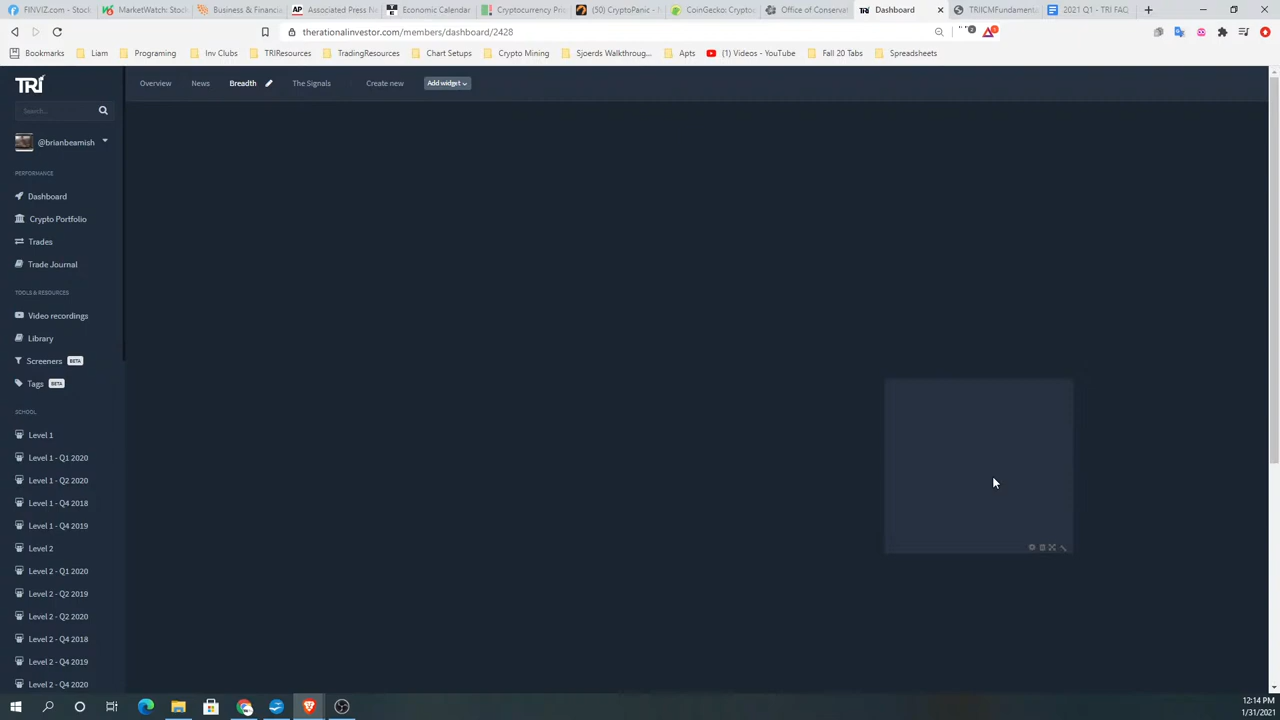 FINVIZ.com - Stock
MarketWatch: Stock
Business & Financia
Associated Press N
Economic Calendar
Cryptocurrency Pric
(50) CryptoPanic -
CoinGecko: Crypto
Office of Conservat
Dashboard
TRIICMFundament
2021 Q1 - TRI FAQ
therationalinvestor.com/members/dashboard/2428
Bookmarks
Liam
Programing
Inv Clubs
TRIResources
TradingResources
Chart Setups
Crypto Mining
Sjoerds Walkthroug...
Apts
(1) Videos - YouTube
Fall 20 Tabs
Spreadsheets
TRi
Overview
News
Breadth
The Signals
Create new
Add widget
Search...
@brianbeamish
PERFORMANCE
Dashboard
Crypto Portfolio
Trades
Trade Journal
TOOLS & RESOURCES
Video recordings
Library
Screeners BETA
Tags BETA
SCHOOL
Level 1
Level 1 - Q1 2020
Level 1 - Q2 2020
Level 1 - Q4 2018
Level 1 - Q4 2019
Level 2
Level 2 - Q1 2020
Level 2 - Q2 2019
Level 2 - Q2 2020
Level 2 - Q4 2018
Level 2 - Q4 2019
Level 2 - Q4 2020
12:14 PM
1/31/2021